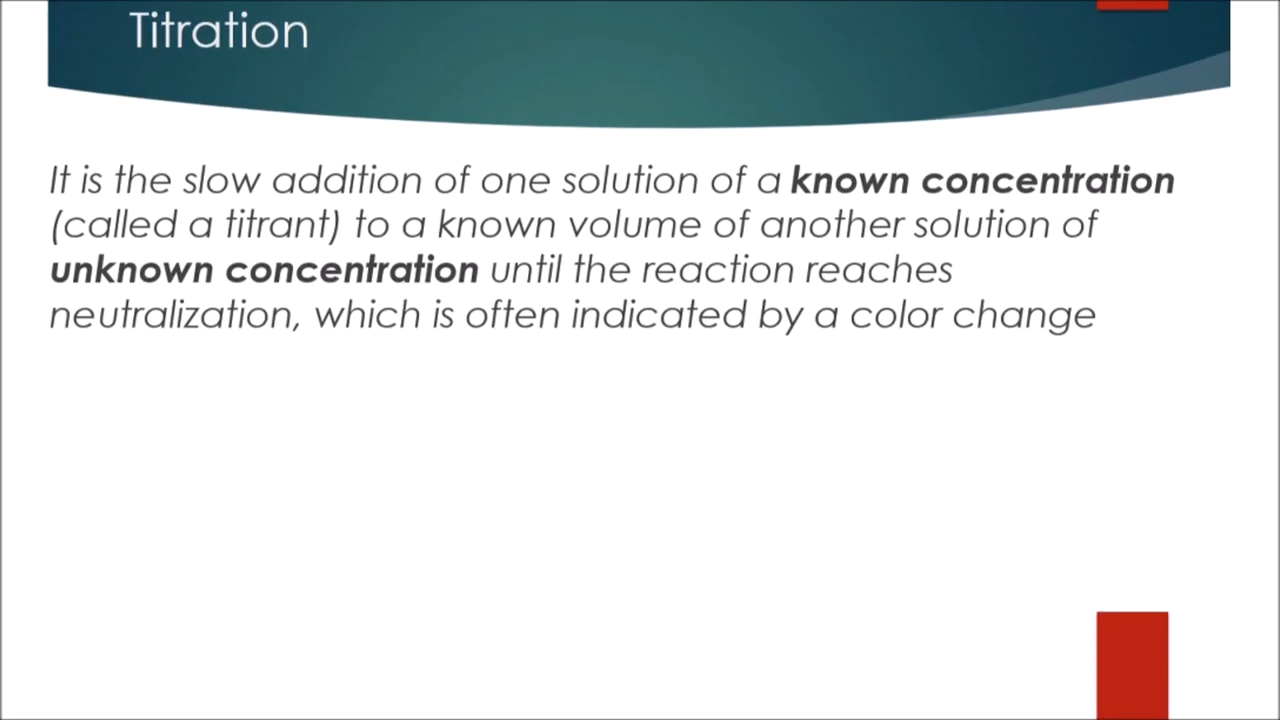 Titration
It is the slow addition of one solution of a known concentration
(called a titrant) to a known volume of another solution of
unknown concentration until the reaction reaches
neutralization, which is often indicated by a color change